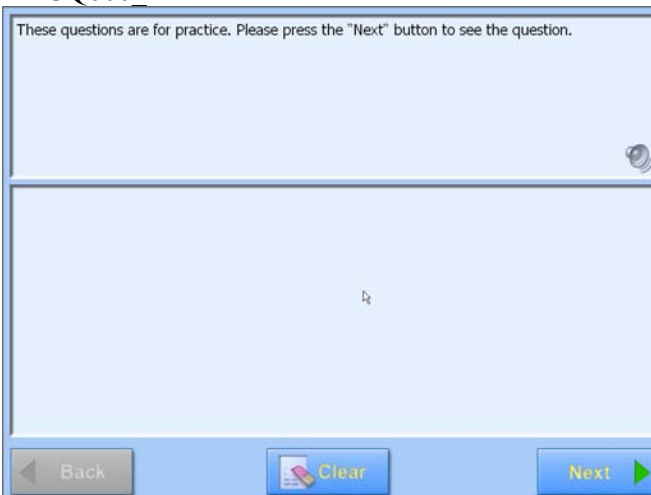 These questions are for practice. Please press the "Next" button to see the question.
Back
Clear
Next